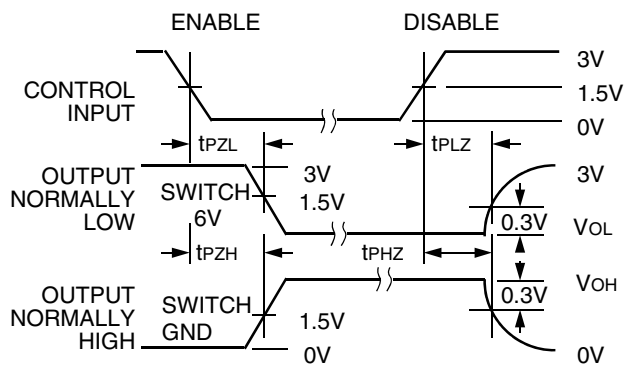 ENABLE DISABLE
3V
CONTROL
INPUT
1.5V
0V
tPZL tPLZ
OUTPUT
NORMALLY
LOW
SWITCH
6V
3V
1.5V
3V
0.3V
VOL
tPZH tPHZ
OUTPUT
NORMALLY
HIGH
SWITCH
GND
1.5V
0V
VOH
0.3V
0V